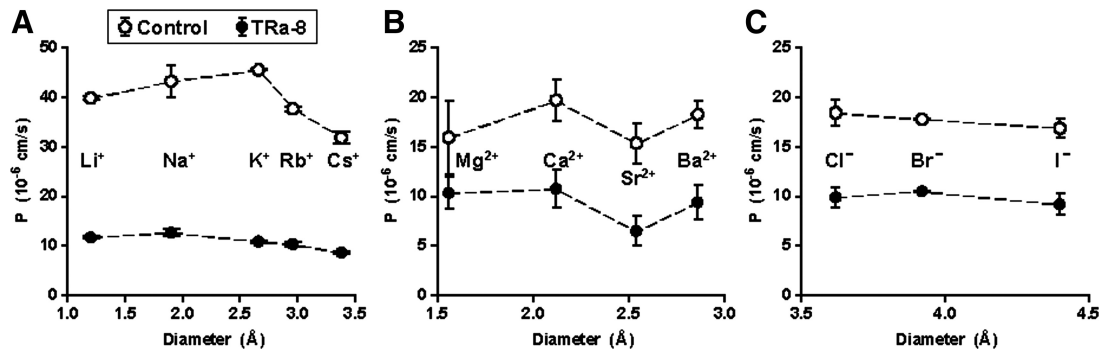 A
Control TRa-8
50
40
30
20
10
0
P (10⁻⁶ cm/s)
Li⁺ Na⁺ K⁺ Rb⁺ Cs⁺
1.0 1.5 2.0 2.5 3.0 3.5
Diameter (Å)
B
25
20
15
10
5
0
P (10⁻⁶ cm/s)
Mg²⁺ Ca²⁺ Sr²⁺ Ba²⁺
1.5 2.0 2.5 3.0
Diameter (Å)
C
25
20
15
10
5
0
P (10⁻⁶ cm/s)
Cl⁻ Br⁻ I⁻
3.5 4.0 4.5
Diameter (Å)